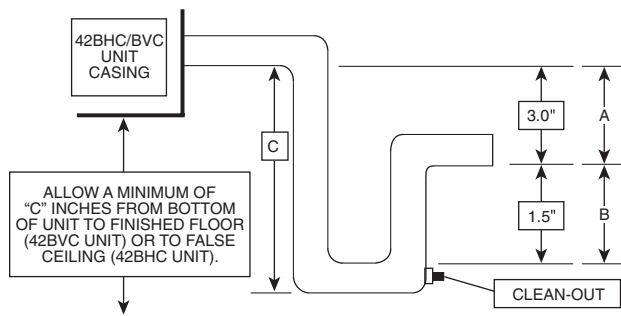 42BHC/BVC
UNIT
CASING
C
3.0"
A
1.5"
B
ALLOW A MINIMUM OF
“C” INCHES FROM BOTTOM
OF UNIT TO FINISHED FLOOR
(42BVC UNIT) OR TO FALSE
CEILING (42BHC UNIT).
CLEAN-OUT